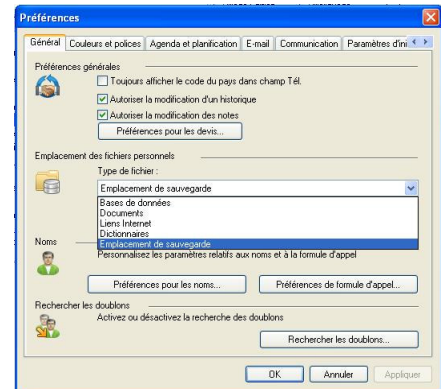 Préférences
Général Couleurs et polices Agenda et planification E-mail Communication Paramètres d'ini
Préférences générales
Toujours afficher le code du pays dans champ Tél.
Autoriser la modification d'un historique
Autoriser la modification des notes
Préférences pour les devis...
Emplacement des fichiers personnels
Type de fichier :
Emplacement de sauvegarde
Bases de données
Documents
Liens Internet
Dictionnaires
Emplacement de sauvegarde
Noms
Personnalisez les paramètres relatifs aux noms et à la formule d'appel
Préférences pour les noms... Préférences de formule d'appel...
Rechercher les doublons
Activez ou désactivez la recherche des doublons
Rechercher les doublons...
OK Annuler Appliquer